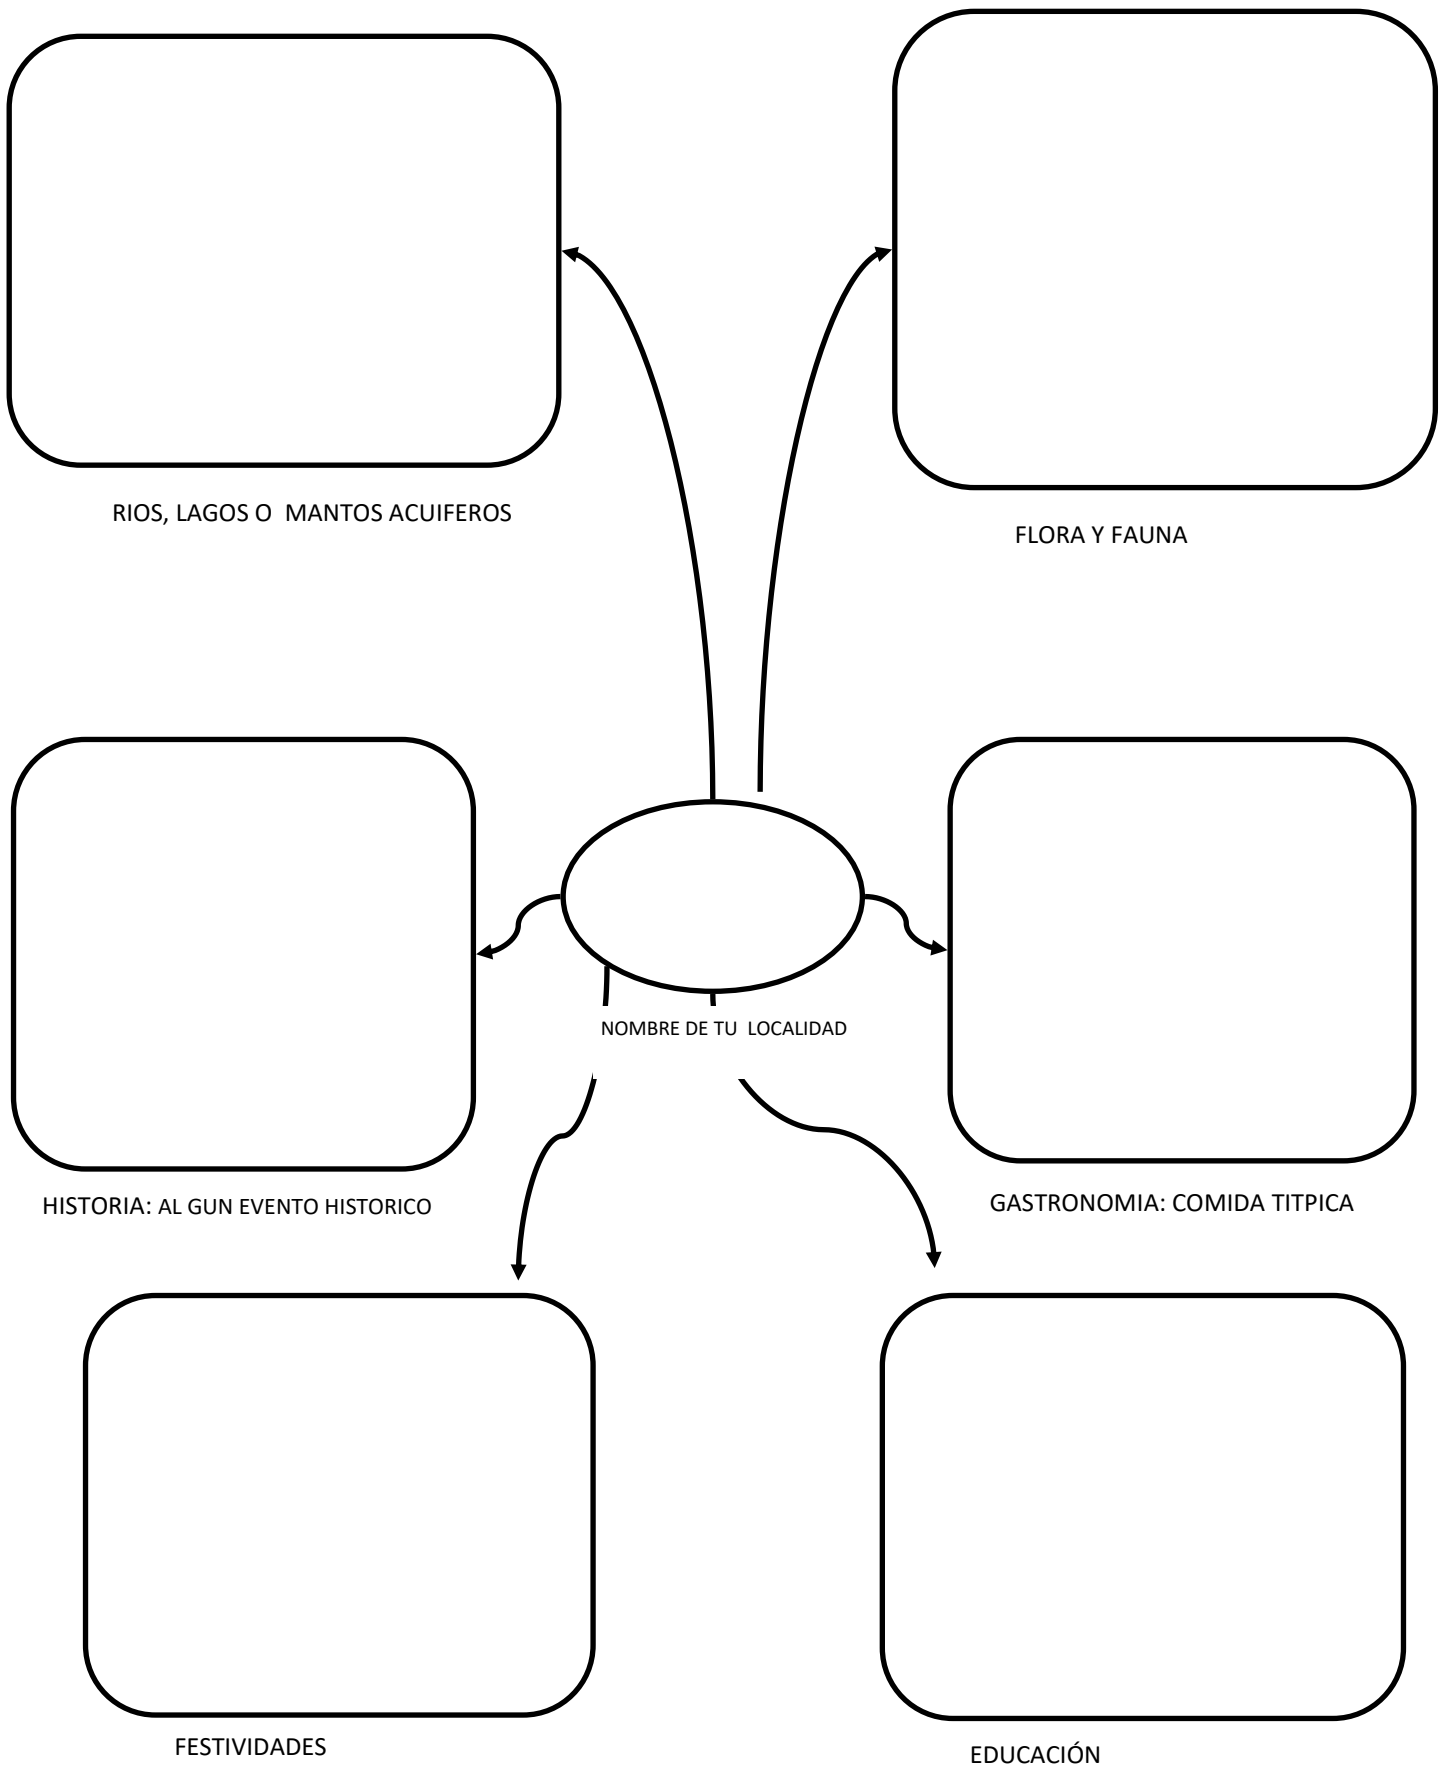 RIOS, LAGOS O  MANTOS ACUIFEROS
FLORA Y FAUNA
NOMBRE DE TU  LOCALIDAD
HISTORIA: AL GUN EVENTO HISTORICO
GASTRONOMIA: COMIDA TITPICA
FESTIVIDADES
EDUCACIÓN